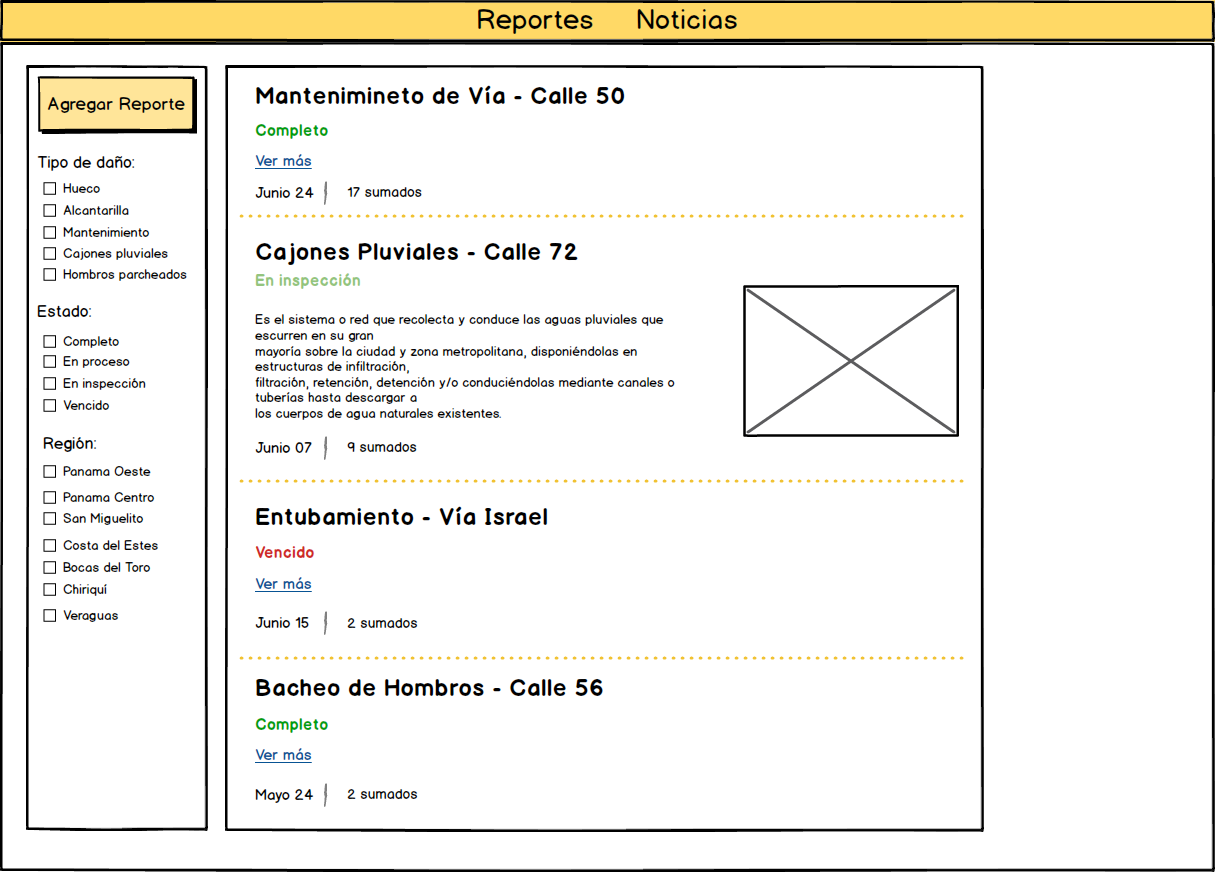 Reportes Noticias
Agregar Reporte
Tipo de daño:
Hueco
Alcantarilla
Mantenimiento
Cajones pluviales
Hombros parcheados
Estado:
Completo
En proceso
En inspección
Vencido
Región:
Panama Oeste
Panama Centro
San Miguelito
Costa del Estes
Bocas del Toro
Chiriquí
Veraguas
Mantenimineto de Vía - Calle 50
Completo
Ver más
Junio 24 17 sumados
Cajones Pluviales - Calle 72
En inspección
Es el sistema o red que recolecta y conduce las aguas pluviales que
escurren en su gran
mayoría sobre la ciudad y zona metropolitana, disponiéndolas en
estructuras de infiltración,
filtración, retención, detención y/o conduciéndolas mediante canales o
tuberías hasta descargar a
los cuerpos de agua naturales existentes.
Junio 07 9 sumados
Entubamiento - Vía Israel
Vencido
Ver más
Junio 15 2 sumados
Bacheo de Hombros - Calle 56
Completo
Ver más
Mayo 24 2 sumados